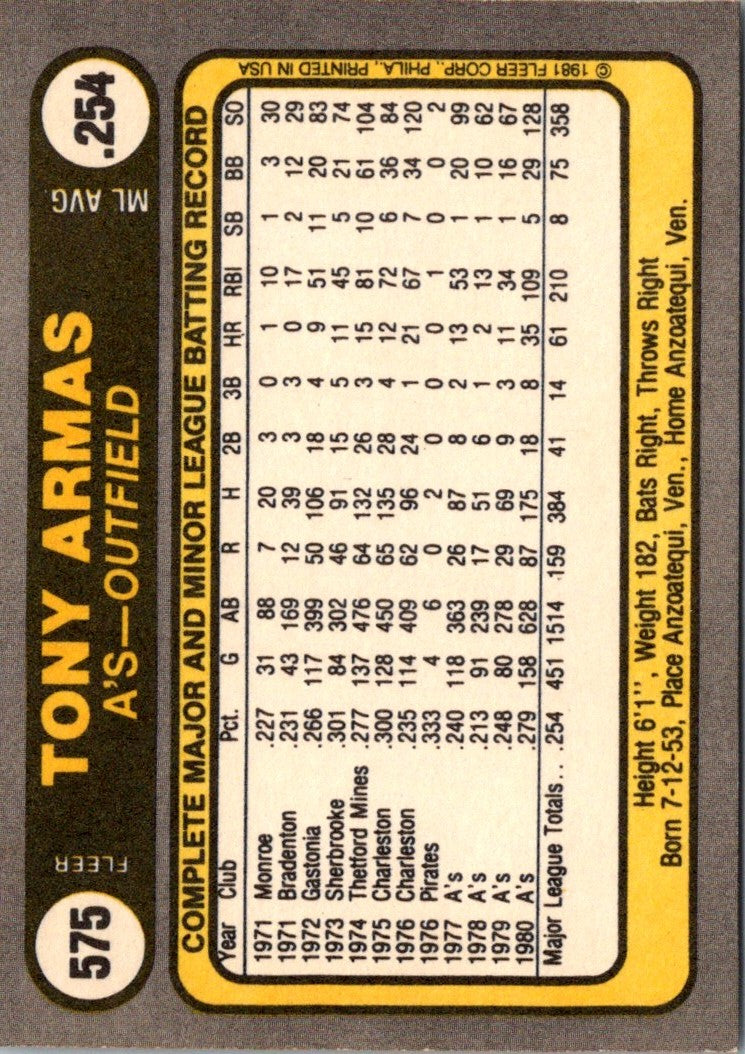 575 FLEER TONY ARMAS ML AVG. .254
A'S—OUTFIELD
COMPLETE MAJOR AND MINOR LEAGUE BATTING RECORD
Year Club Pct. G AB R H 2B 3B HR RBI SB BB SO
1971 Monroe .227 31 88 7 20 3 0 1 10 1 3 30
1971 Bradenton .231 43 169 12 39 3 3 0 17 2 12 29
1972 Gastonia .266 117 399 50 106 18 4 9 51 11 20 83
1973 Sherbrooke .301 84 302 46 91 15 5 11 45 5 21 74
1974 Thetford Mines .277 137 476 64 132 26 3 15 81 10 61 104
1975 Charleston .300 128 450 65 135 28 4 12 72 6 36 84
1976 Charleston .235 114 409 62 96 24 1 21 67 7 34 120
1976 Pirates .333 4 6 0 2 0 0 0 1 0 0 2
1977 A's .240 118 363 26 87 8 2 13 53 1 20 99
1978 A's .213 91 239 17 51 6 1 2 13 1 10 62
1979 A's .248 80 278 29 69 9 3 11 34 1 16 67
1980 A's .279 158 628 87 175 18 8 35 109 5 29 128
Major League Totals... .254 451 1514 159 384 41 14 61 210 8 75 358
Height 6'1'', Weight 182, Bats Right, Throws Right
Born 7-12-53, Place Anzoatequi, Ven., Home Anzoatequi, Ven.
© 1981 FLEER CORP., PHILA., PRINTED IN USA